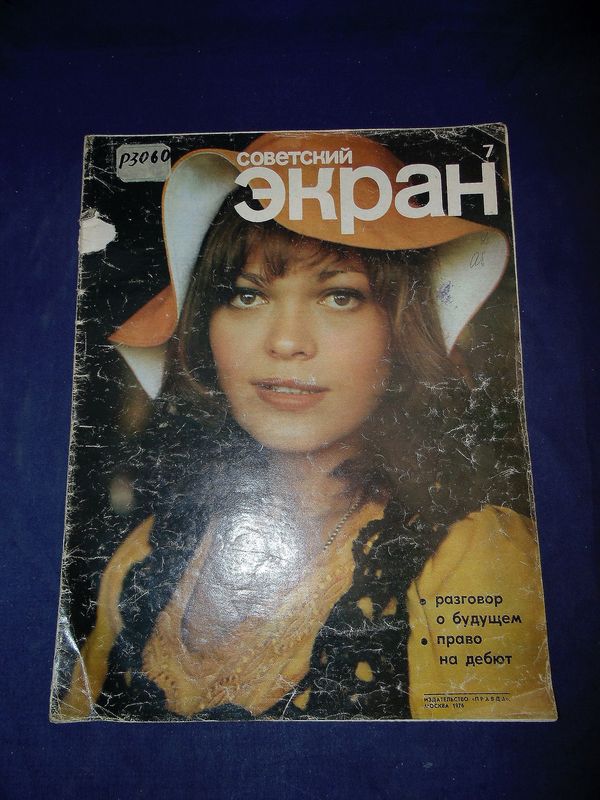 Р3060
советский
7
экран
• разговор
о будущем
• право
на дебют
ИЗДАТЕЛЬСТВО «ПРАВДА».
МОСКВА 1976